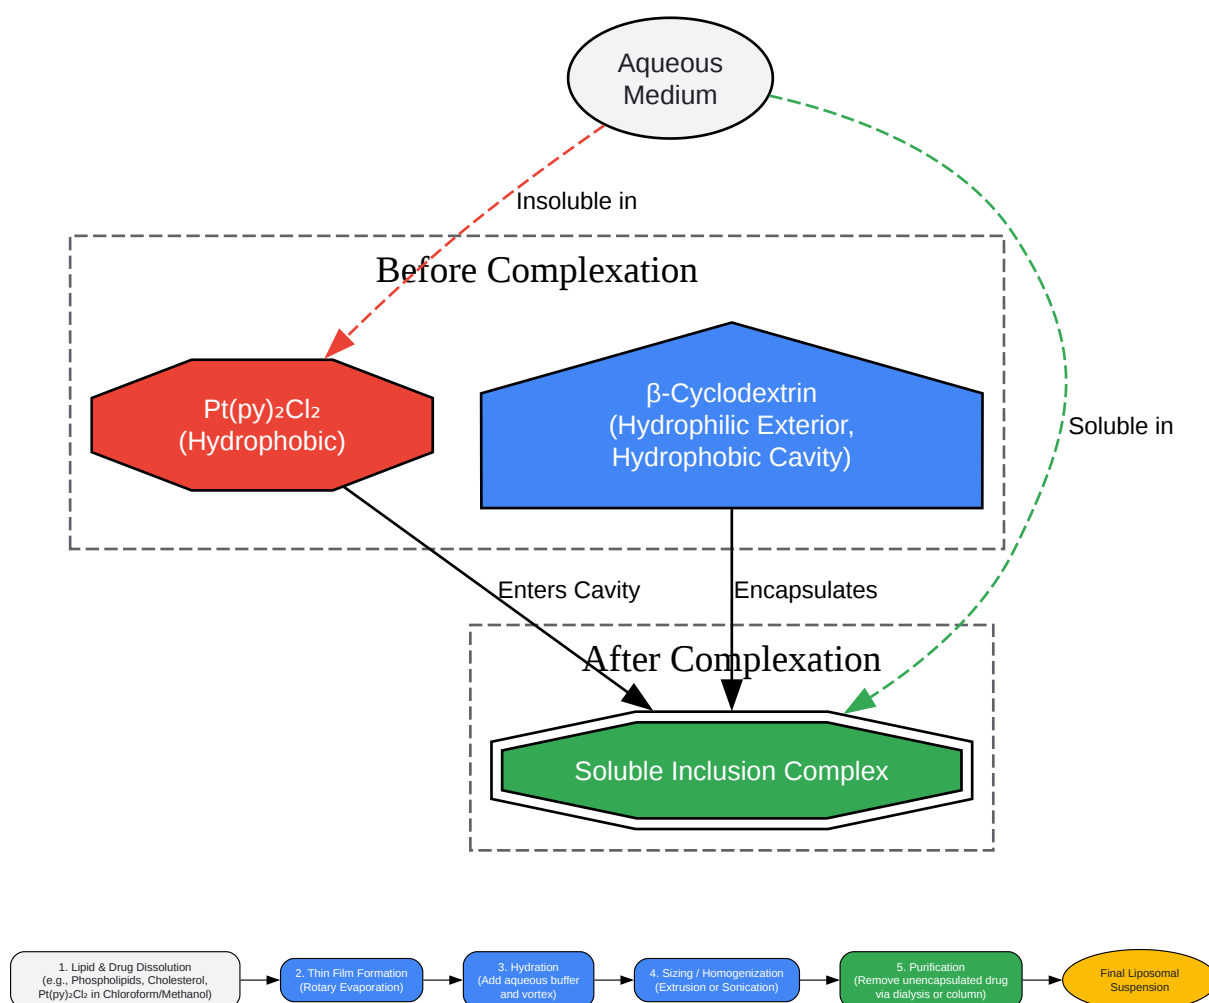 Aqueous
Medium
Insoluble in
Before Complexation
Pt(py)₂Cl₂
(Hydrophobic)
β-Cyclodextrin
(Hydrophilic Exterior,
Hydrophobic Cavity)
Soluble in
Enters Cavity
Encapsulates
After Complexation
Soluble Inclusion Complex
1. Lipid & Drug Dissolution
(e.g., Phospholipids, Cholesterol,
Pt(py)₂Cl₂ in Chloroform/Methanol)
2. Thin Film Formation
(Rotary Evaporation)
3. Hydration
(Add aqueous buffer
and vortex)
4. Sizing / Homogenization
(Extrusion or Sonication)
5. Purification
(Remove unencapsulated drug
via dialysis or column)
Final Liposomal
Suspension